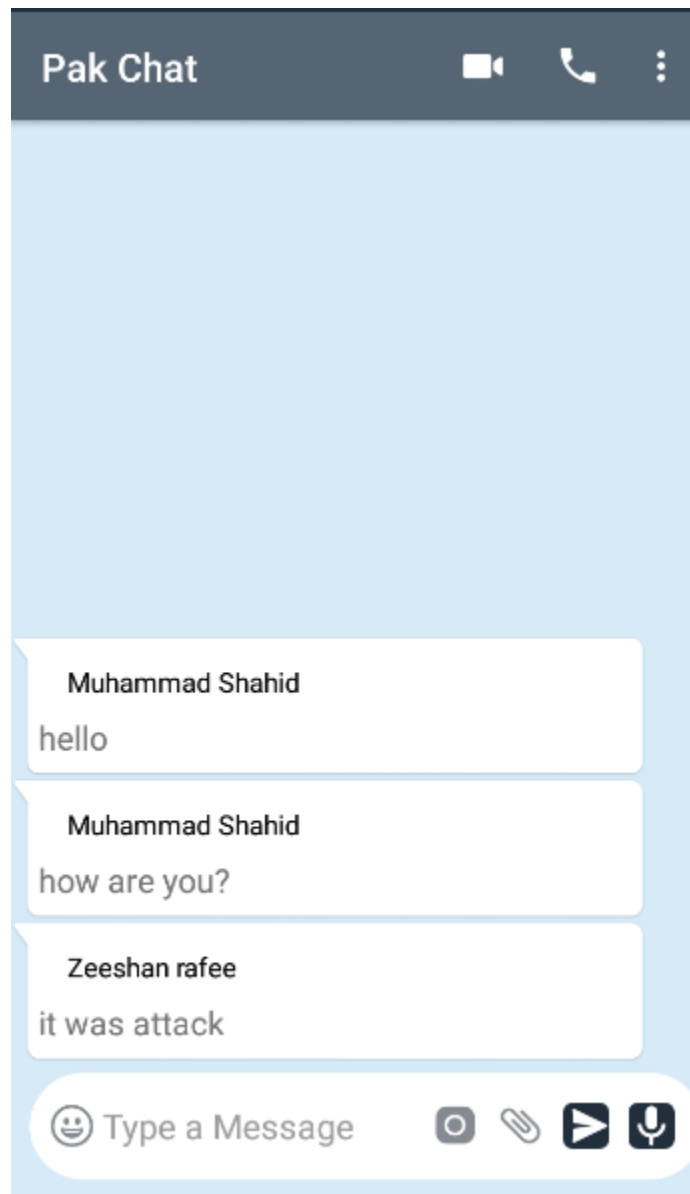 Pak Chat
Muhammad Shahid
hello
Muhammad Shahid
how are you?
Zeeshan rafee
it was attack
Type a Message